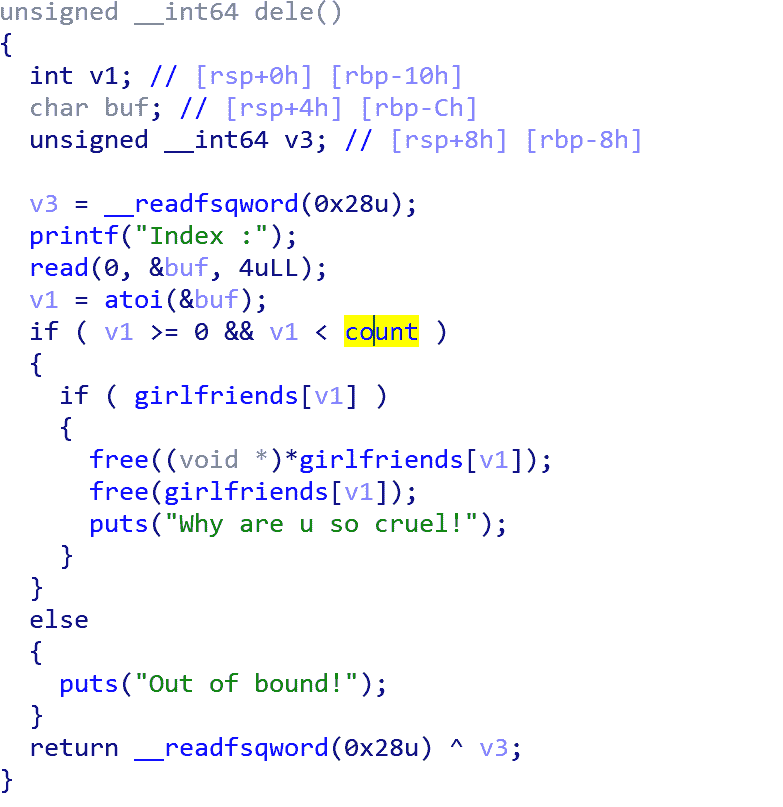 unsigned __int64 dele()
{
  int v1; // [rsp+0h] [rbp-10h]
  char buf; // [rsp+4h] [rbp-Ch]
  unsigned __int64 v3; // [rsp+8h] [rbp-8h]

  v3 = __readfsqword(0x28u);
  printf("Index :");
  read(0, &buf, 4uLL);
  v1 = atoi(&buf);
  if ( v1 >= 0 && v1 < count )
  {
    if ( girlfriends[v1] )
    {
      free((void *)*girlfriends[v1]);
      free(girlfriends[v1]);
      puts("Why are u so cruel!");
    }
  }
  else
  {
    puts("Out of bound!");
  }
  return __readfsqword(0x28u) ^ v3;
}